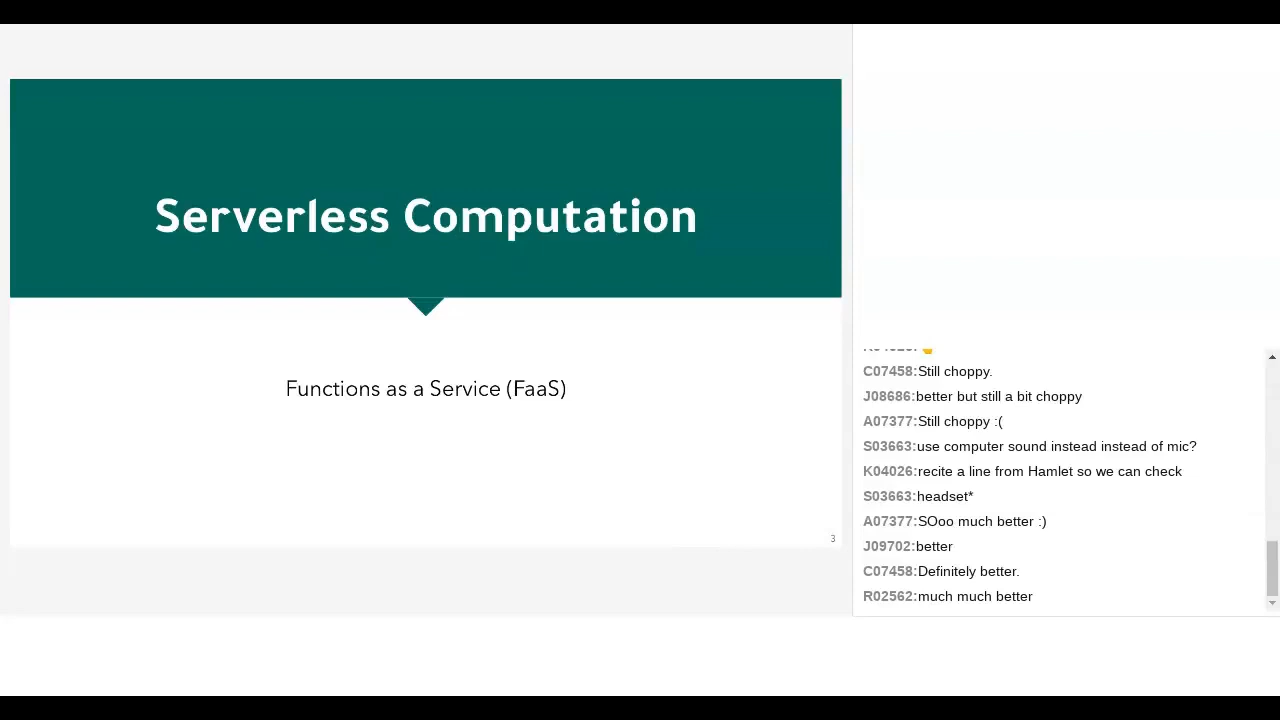 Serverless Computation
Functions as a Service (FaaS)
3
C07458:Still choppy.
J08686:better but still a bit choppy
A07377:Still choppy :(
S03663:use computer sound instead instead of mic?
K04026:recite a line from Hamlet so we can check
S03663:headset*
A07377:SOoo much better :)
J09702:better
C07458:Definitely better.
R02562:much much better